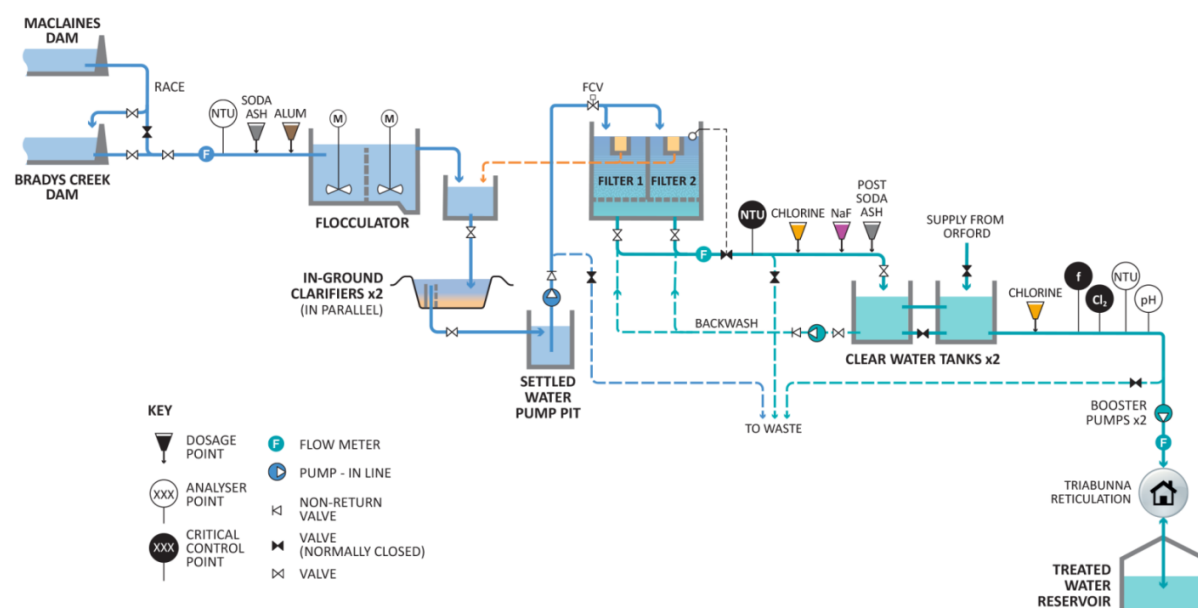 MACLAINES
DAM
RACE
BRADYS CREEK
DAM
NTU
SODA
ASH
ALUM
F
M
M
FLOCCULATOR
IN-GROUND
CLARIFIERS x2
(IN PARALLEL)
SETTLED
WATER
PUMP PIT
FCV
FILTER 1
FILTER 2
F
NTU
CHLORINE
NaF
POST
SODA
ASH
SUPPLY FROM
ORFORD
BACKWASH
CLEAR WATER TANKS x2
CHLORINE
f
Cl₂
NTU
pH
TO WASTE
BOOSTER
PUMPS x2
F
TRIABUNNA
RETICULATION
TREATED
WATER
RESERVOIR
KEY
DOSAGE
POINT
XXX
ANALYSER
POINT
XXX
CRITICAL
CONTROL
POINT
F
FLOW METER
PUMP - IN LINE
NON-RETURN
VALVE
VALVE
(NORMALLY CLOSED)
VALVE